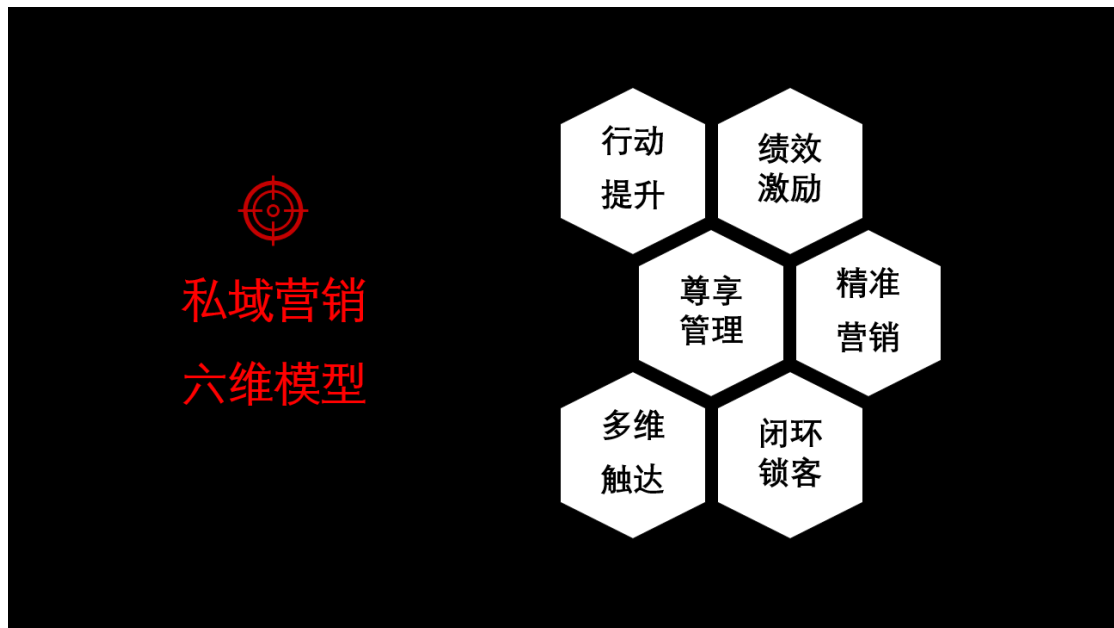 私域营销
六维模型
行动
提升
绩效
激励
尊享
管理
精准
营销
多维
触达
闭环
锁客